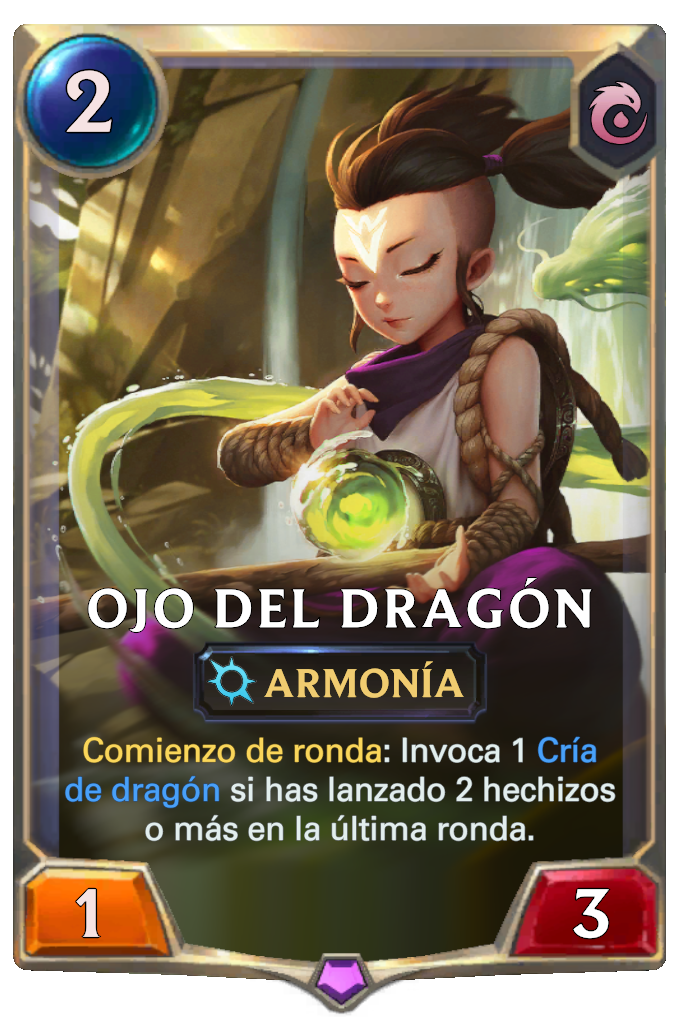 2
OJO DEL DRAGÓN
ARMONÍA
Comienzo de ronda: Invoca 1 Cría
de dragón si has lanzado 2 hechizos
o más en la última ronda.
1
3